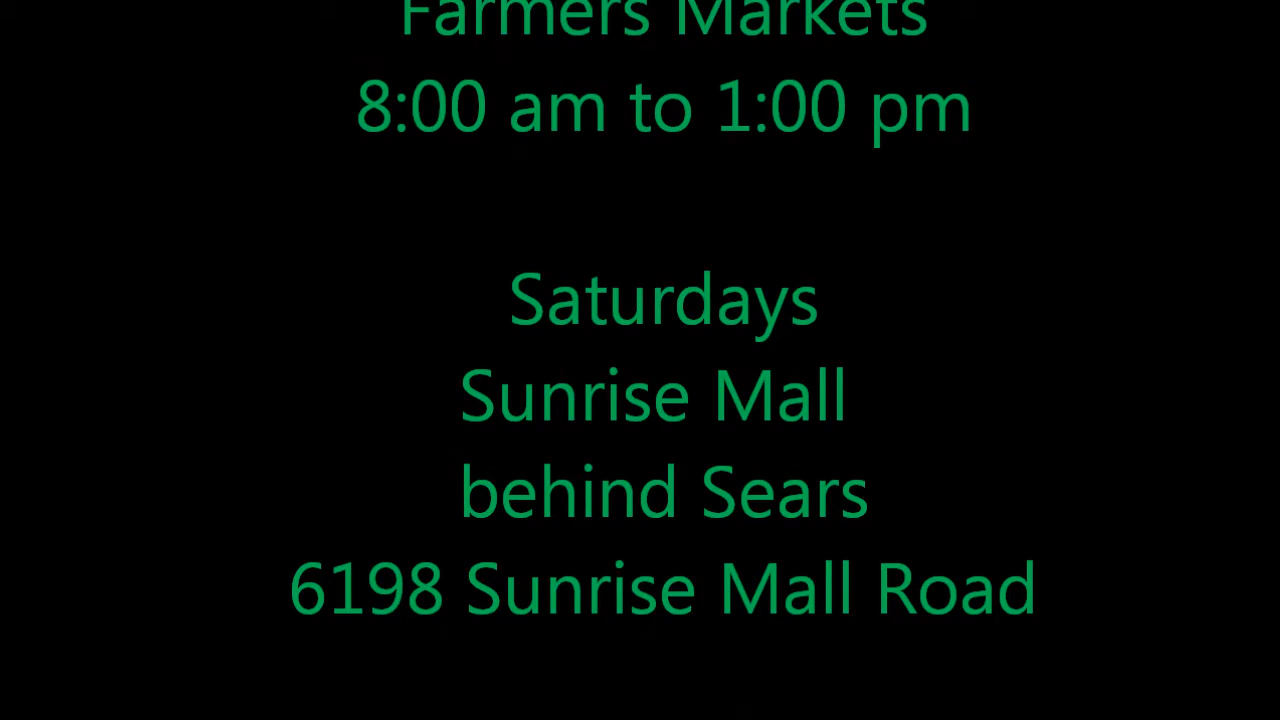 Farmers Markets
8:00 am to 1:00 pm
Saturdays
Sunrise Mall
behind Sears
6198 Sunrise Mall Road